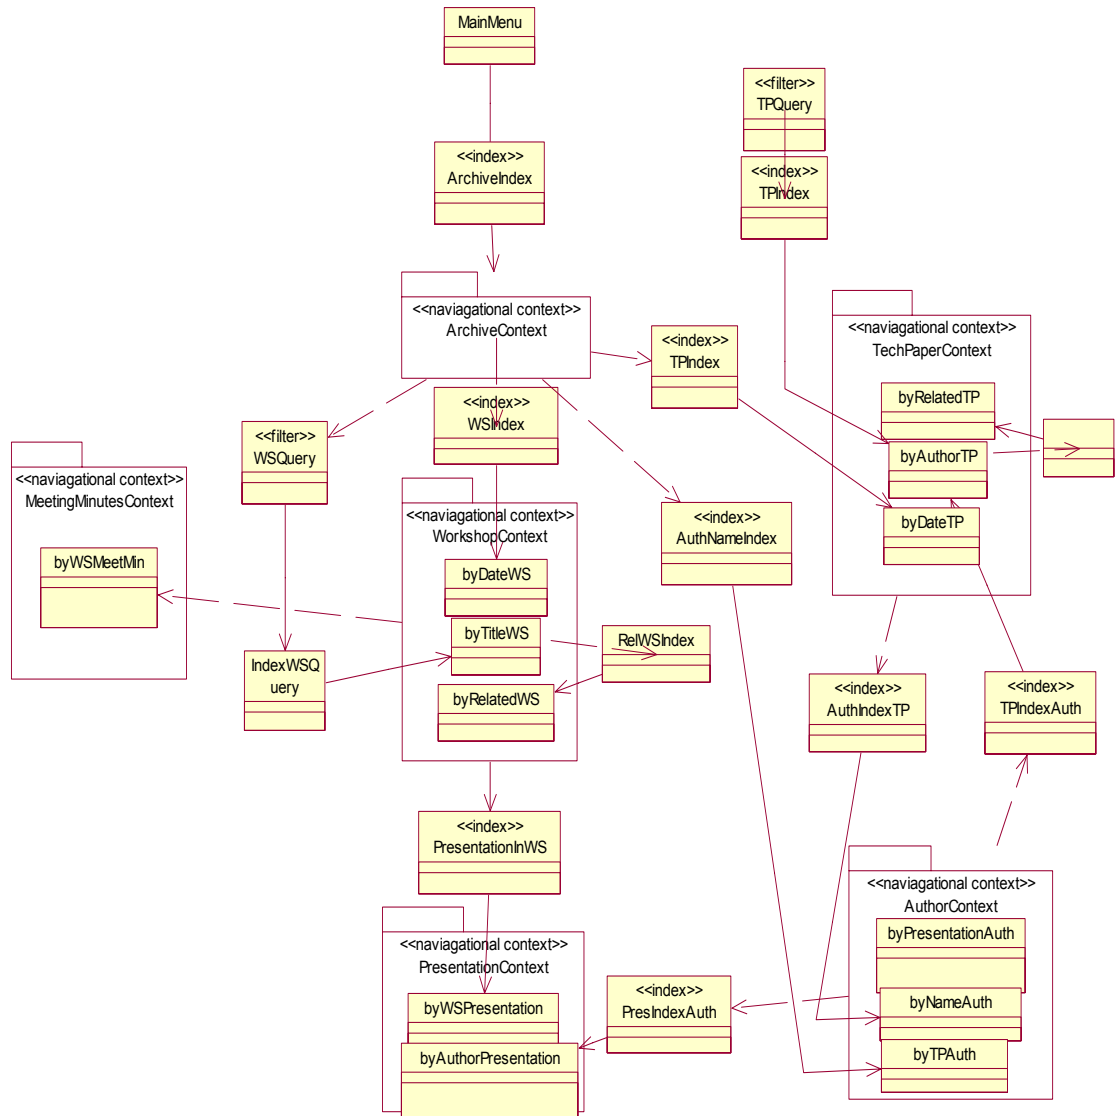 MainMenu
<<filter>>
TPQuery
<<index>>
ArchiveIndex
<<index>>
TPIndex
<<naviagational context>>
ArchiveContext
<<index>>
TPIndex
<<naviagational context>>
TechPaperContext
byRelatedTP
byAuthorTP
byDateTP
<<index>>
WSIndex
<<filter>>
WSQuery
<<naviagational context>>
MeetingMinutesContext
byWSMeetMin
<<naviagational context>>
WorkshopContext
byDateWS
byTitleWS
byRelatedWS
<<index>>
AuthNameIndex
RelWSIndex
IndexWSQ
uery
<<index>>
AuthIndexTP
<<index>>
TPIndexAuth
<<index>>
PresentationInWS
<<naviagational context>>
AuthorContext
byPresentationAuth
byNameAuth
byTPAuth
<<naviagational context>>
PresentationContext
byWSPresentation
byAuthorPresentation
<<index>>
PresIndexAuth